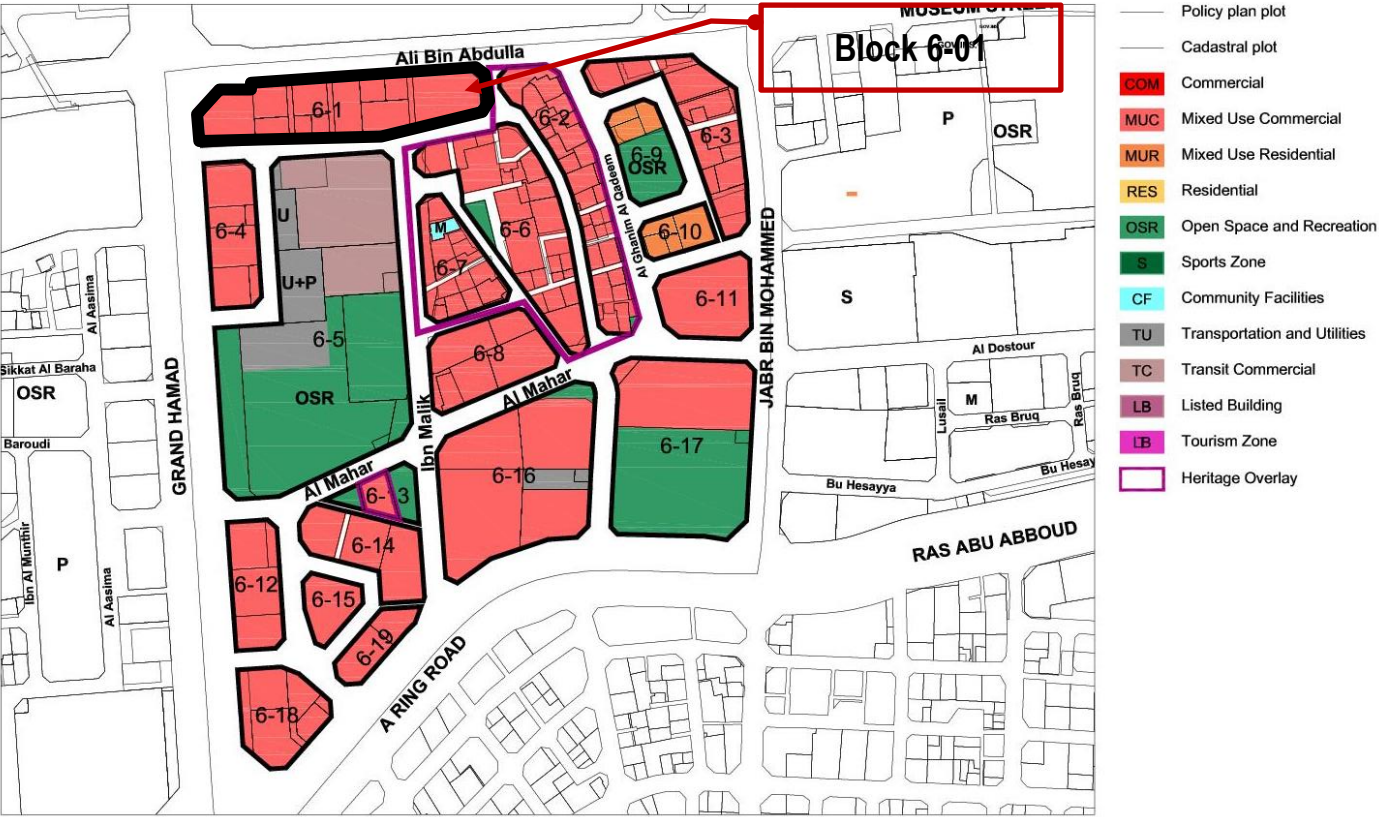 MUSEUM STREET
Block 6-01
Ali Bin Abdulla
6-1
6-2
6-3
6-9
OSR
P
OSR
6-4
U
U+P
6-5
OSR
M
6-6
6-7
Al Ghanim Al Qadeem
6-10
6-11
JABR BIN MOHAMMED
S
Al Aasima
Sikkat Al Baraha
OSR
Baroudi
GRAND HAMAD
6-8
Al Mahar
Ibn Malik
Al Mahar
6-13
6-16
6-17
Al Dostour
M
Lusail
Ras Bruq
Ras Bruq
Bu Hesayya
Bu Hesay
RAS ABU ABBOUD
Ibn Al Munthir
P
Al Aasima
6-12
6-14
6-15
6-19
6-18
A RING ROAD
Policy plan plot
Cadastral plot
COM Commercial
MUC Mixed Use Commercial
MUR Mixed Use Residential
RES Residential
OSR Open Space and Recreation
S Sports Zone
CF Community Facilities
TU Transportation and Utilities
TC Transit Commercial
LB Listed Building
LB Tourism Zone
Heritage Overlay